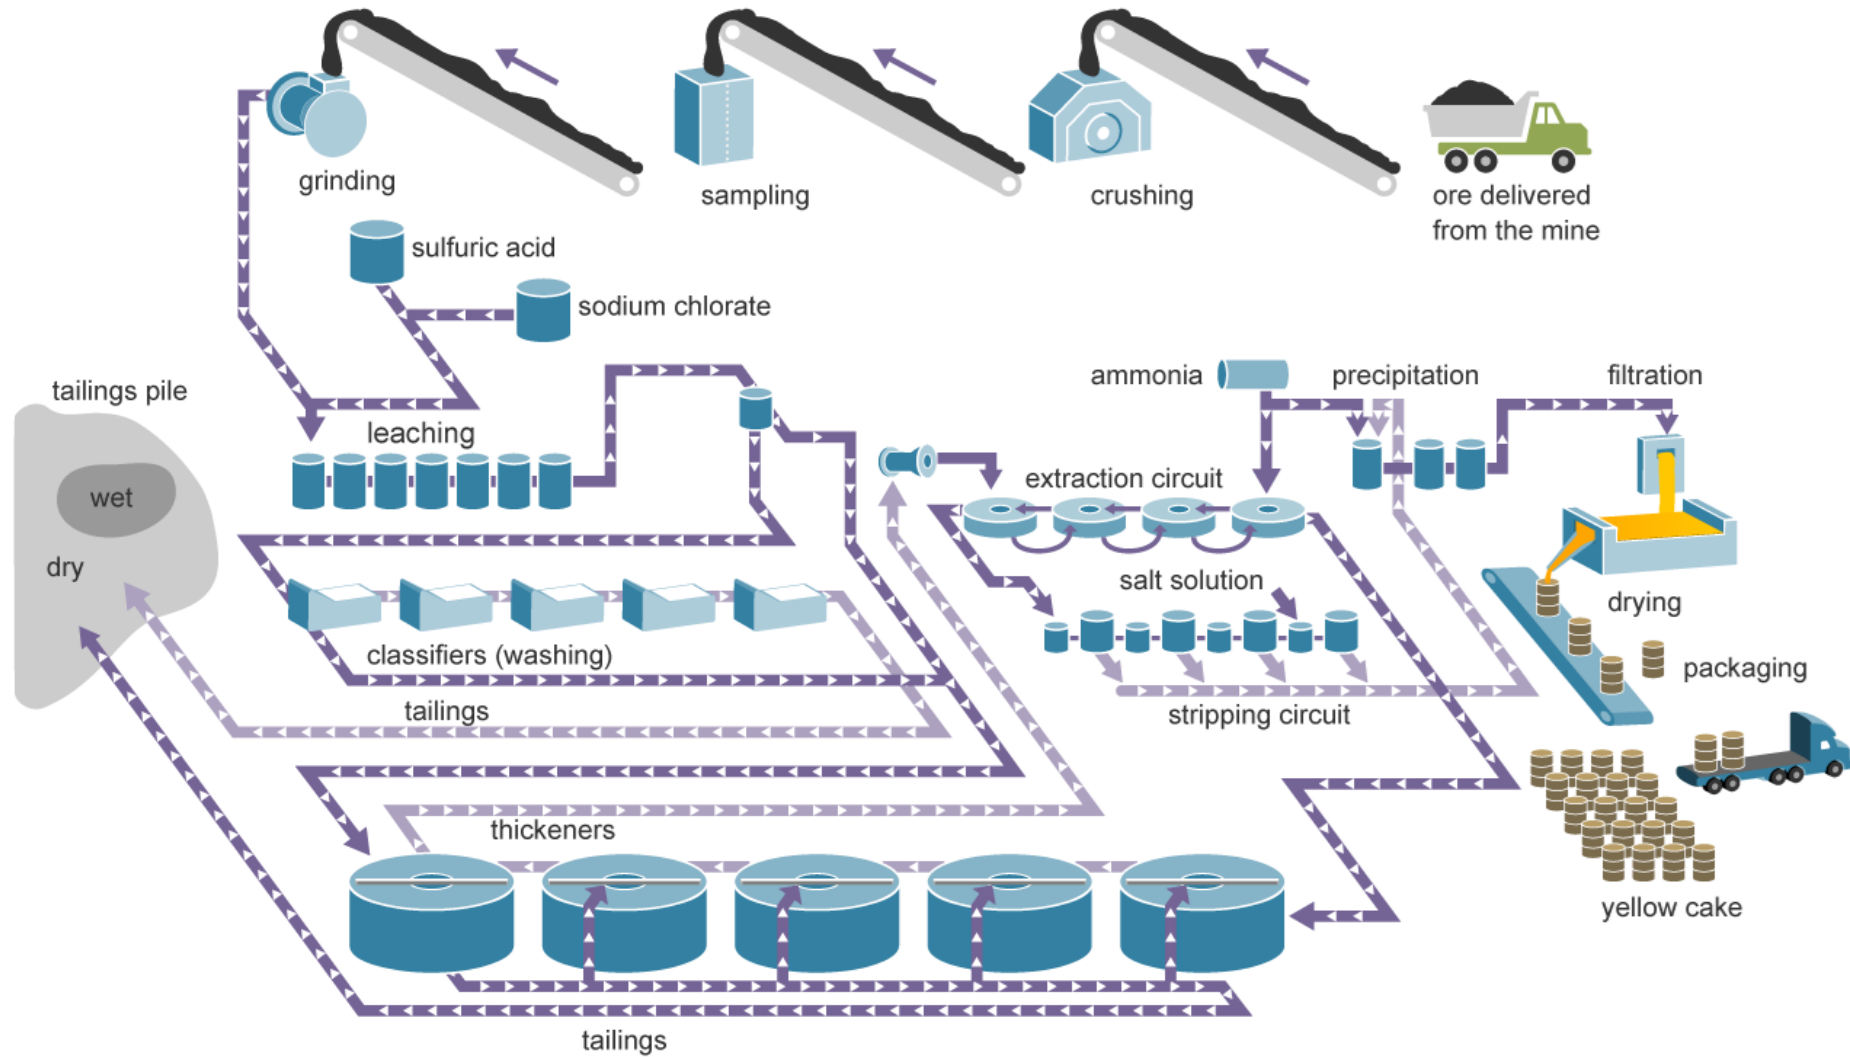 grinding
sampling
crushing
ore delivered
from the mine
sulfuric acid
sodium chlorate
tailings pile
wet
dry
leaching
ammonia
precipitation
filtration
extraction circuit
salt solution
drying
classifiers (washing)
packaging
tailings
stripping circuit
thickeners
yellow cake
tailings